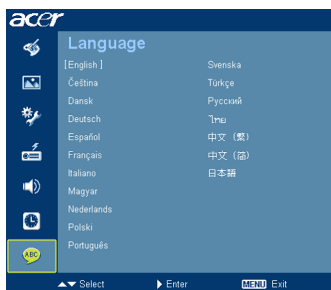 acer
Language
[English ]
Čeština
Dansk
Deutsch
Español
Français
Italiano
Magyar
Nederlands
Polski
Português
Svenska
Türkçe
Русский
ไทย
中文 (繁)
中文 (简)
日本語
ABC
▲▼ Select
▶ Enter
MENU Exit